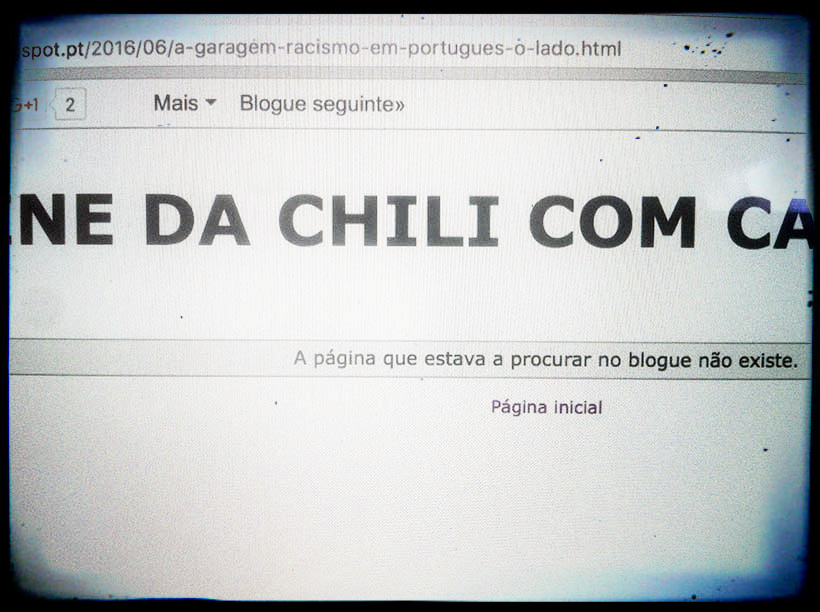 spot.pt/2016/06/a-garagem-racismo-em-portugues-o-lado.html
G+1 2 Mais Blogue seguinte»
NE DA CHILI COM CA
A página que estava a procurar no blogue não existe.
Página inicial